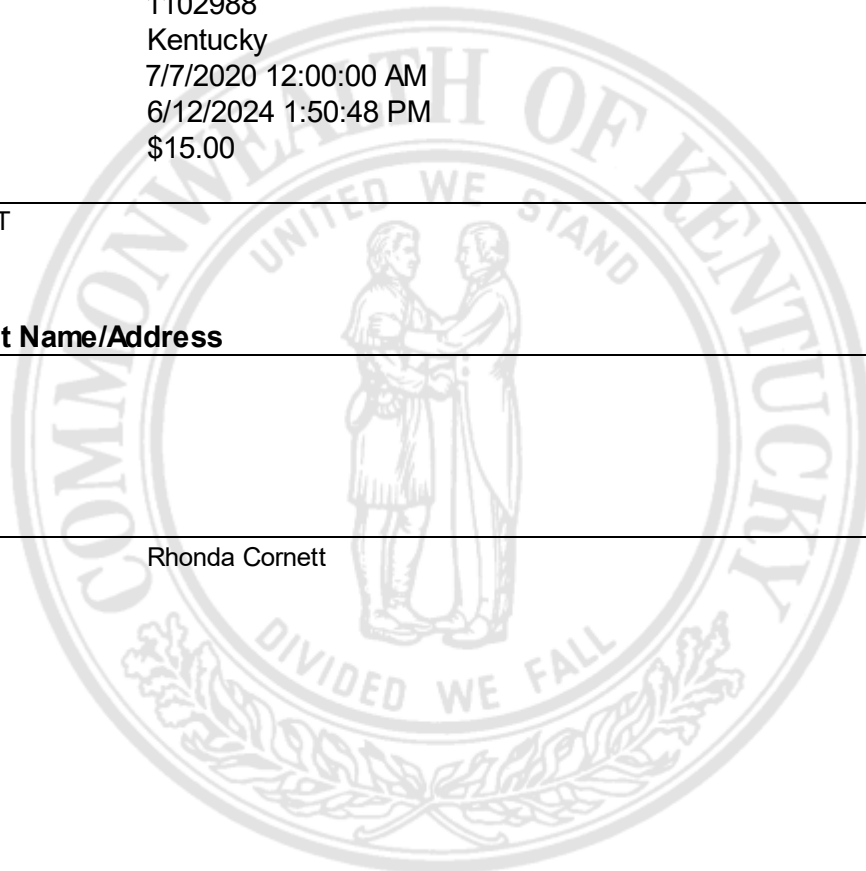 1102988
Kentucky
7/7/2020 12:00:00 AM
6/12/2024 1:50:48 PM
$15.00
T
t Name/Address
Rhonda Cornett
COMMONWEALTH OF KENTUCKY
UNITED WE STAND
DIVIDED WE FALL